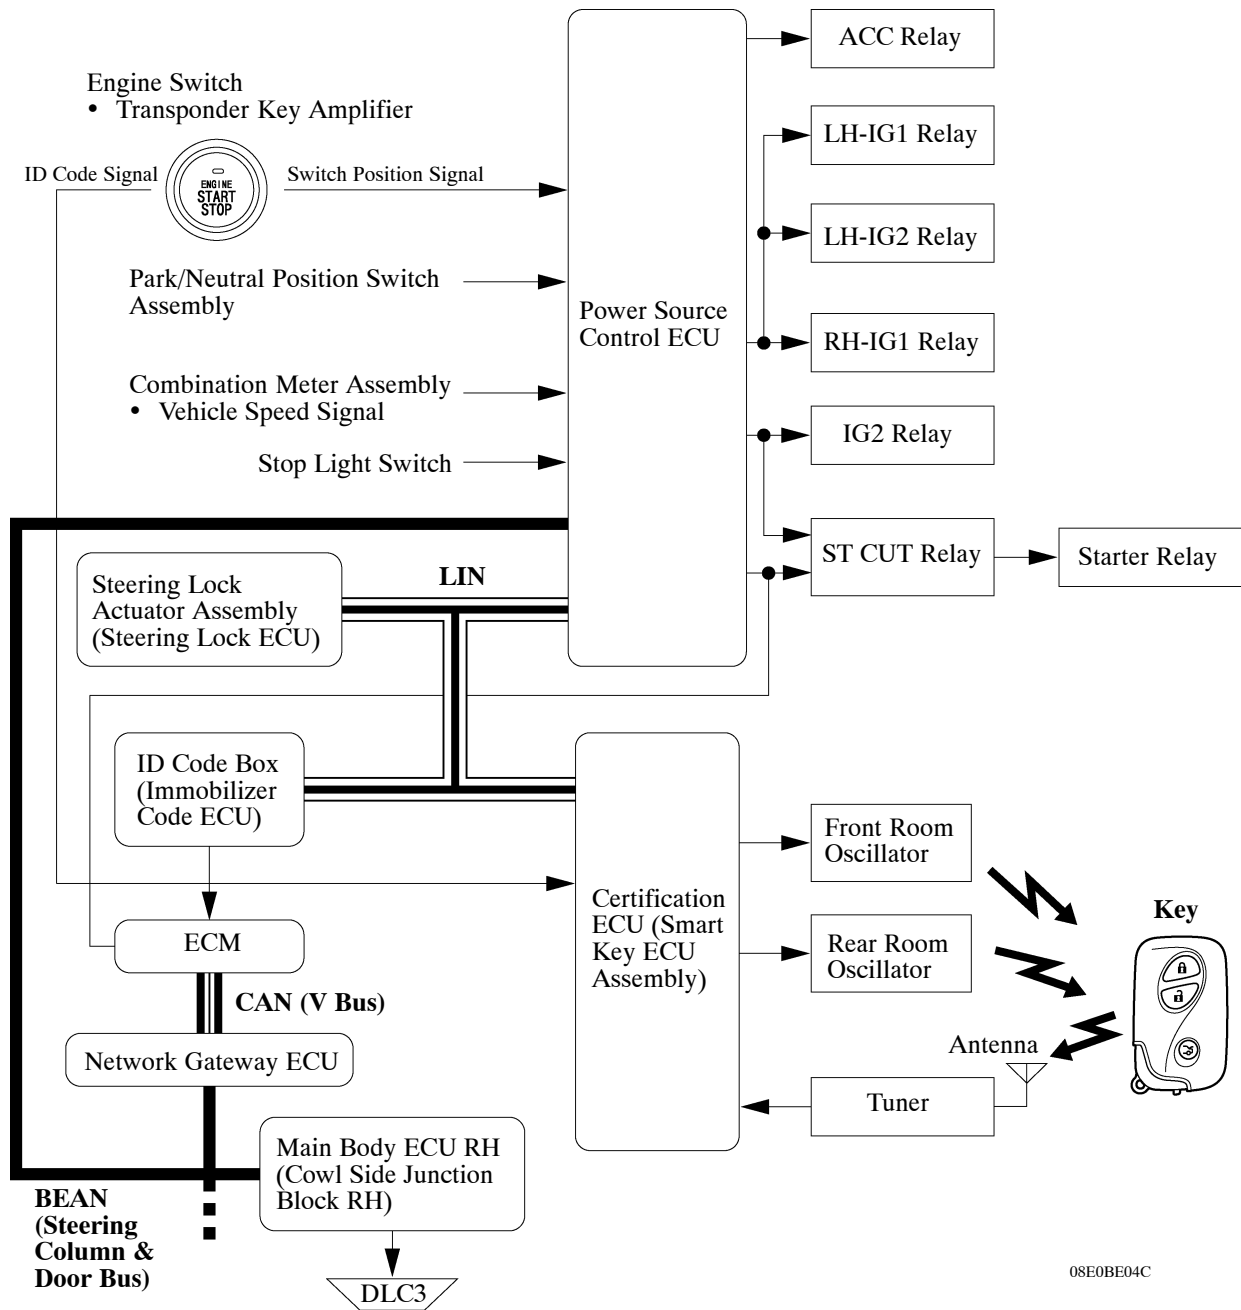 ACC Relay
Engine Switch
• Transponder Key Amplifier
LH-IG1 Relay
ID Code Signal
ENGINE
START
STOP
Switch Position Signal
LH-IG2 Relay
Park/Neutral Position Switch
Assembly
Power Source
Control ECU
RH-IG1 Relay
Combination Meter Assembly
• Vehicle Speed Signal
IG2 Relay
Stop Light Switch
ST CUT Relay
Starter Relay
LIN
Steering Lock
Actuator Assembly
(Steering Lock ECU)
ID Code Box
(Immobilizer
Code ECU)
Front Room
Oscillator
Certification
ECU (Smart
Key ECU
Assembly)
Key
ECM
Rear Room
Oscillator
CAN (V Bus)
Network Gateway ECU
Antenna
Tuner
Main Body ECU RH
(Cowl Side Junction
Block RH)
BEAN
(Steering
Column &
Door Bus)
DLC3
08E0BE04C